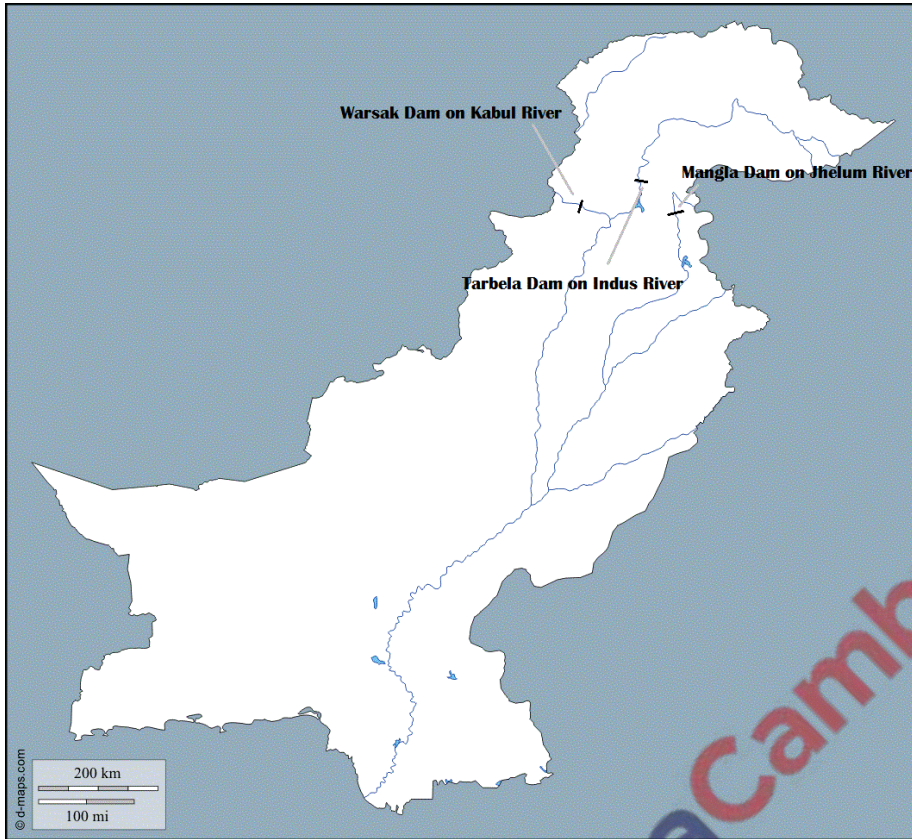 Warsak Dam on Kabul River
Mangla Dam on Jhelum River
Tarbela Dam on Indus River
© d-maps.com
200 km
100 mi
aCamb